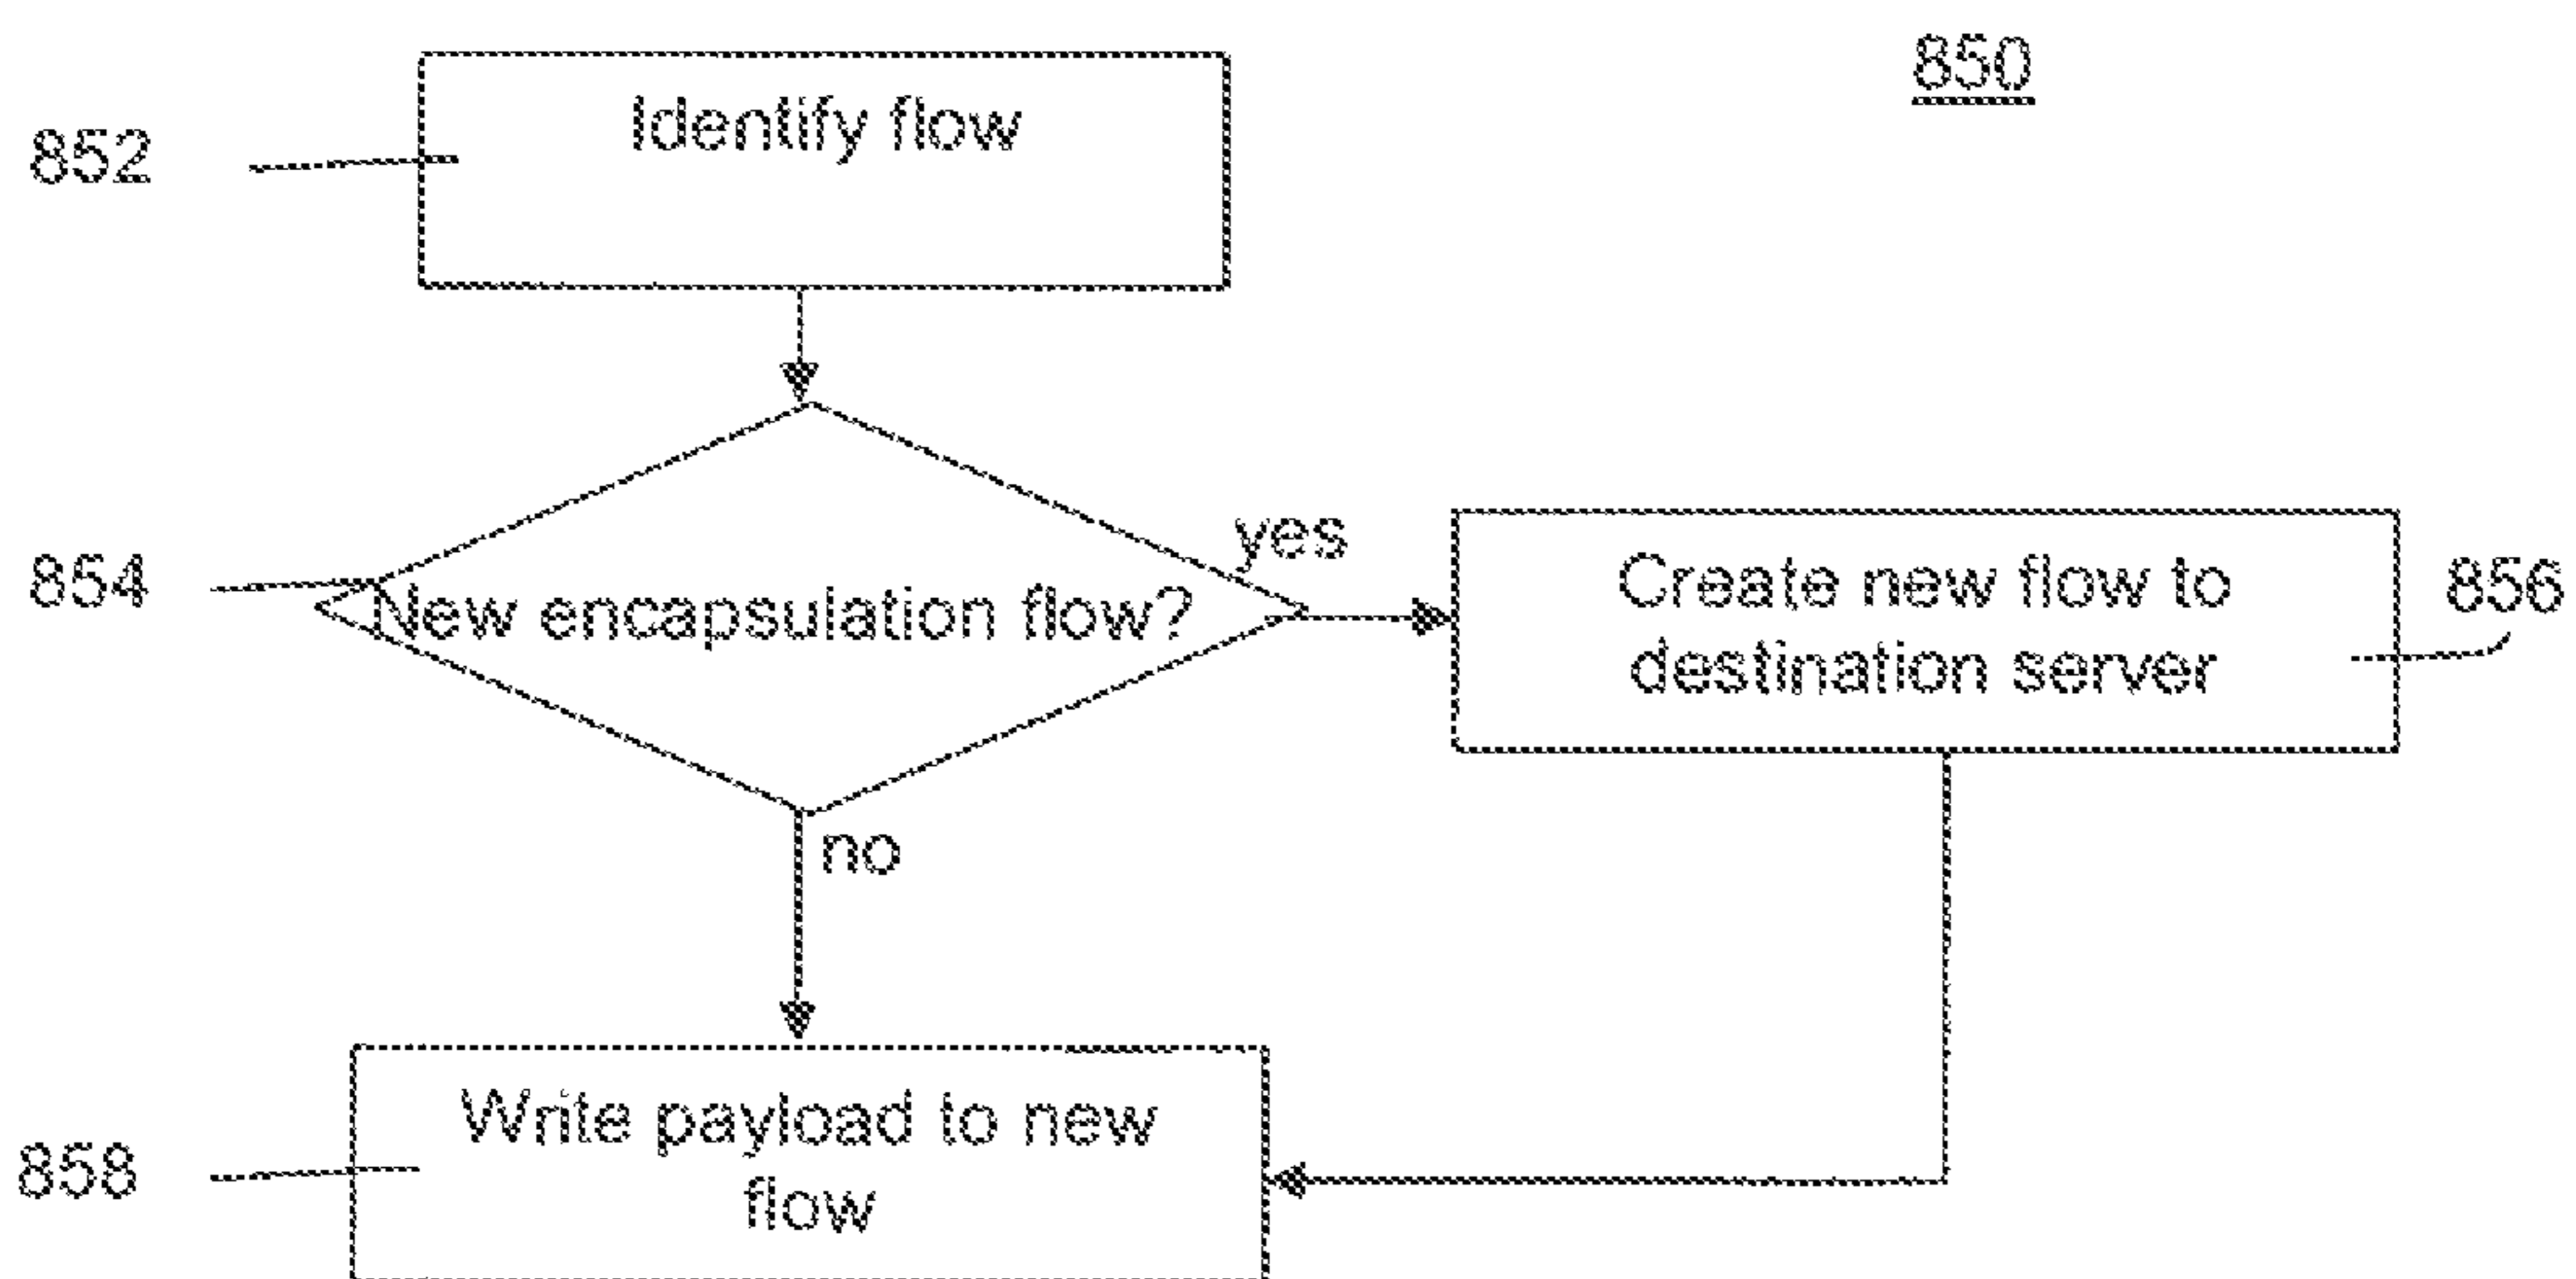 850
Identify flow
852
yes
854
New encapsulation flow?
Create new flow to
destination server
856
no
Write payload to new
flow
858